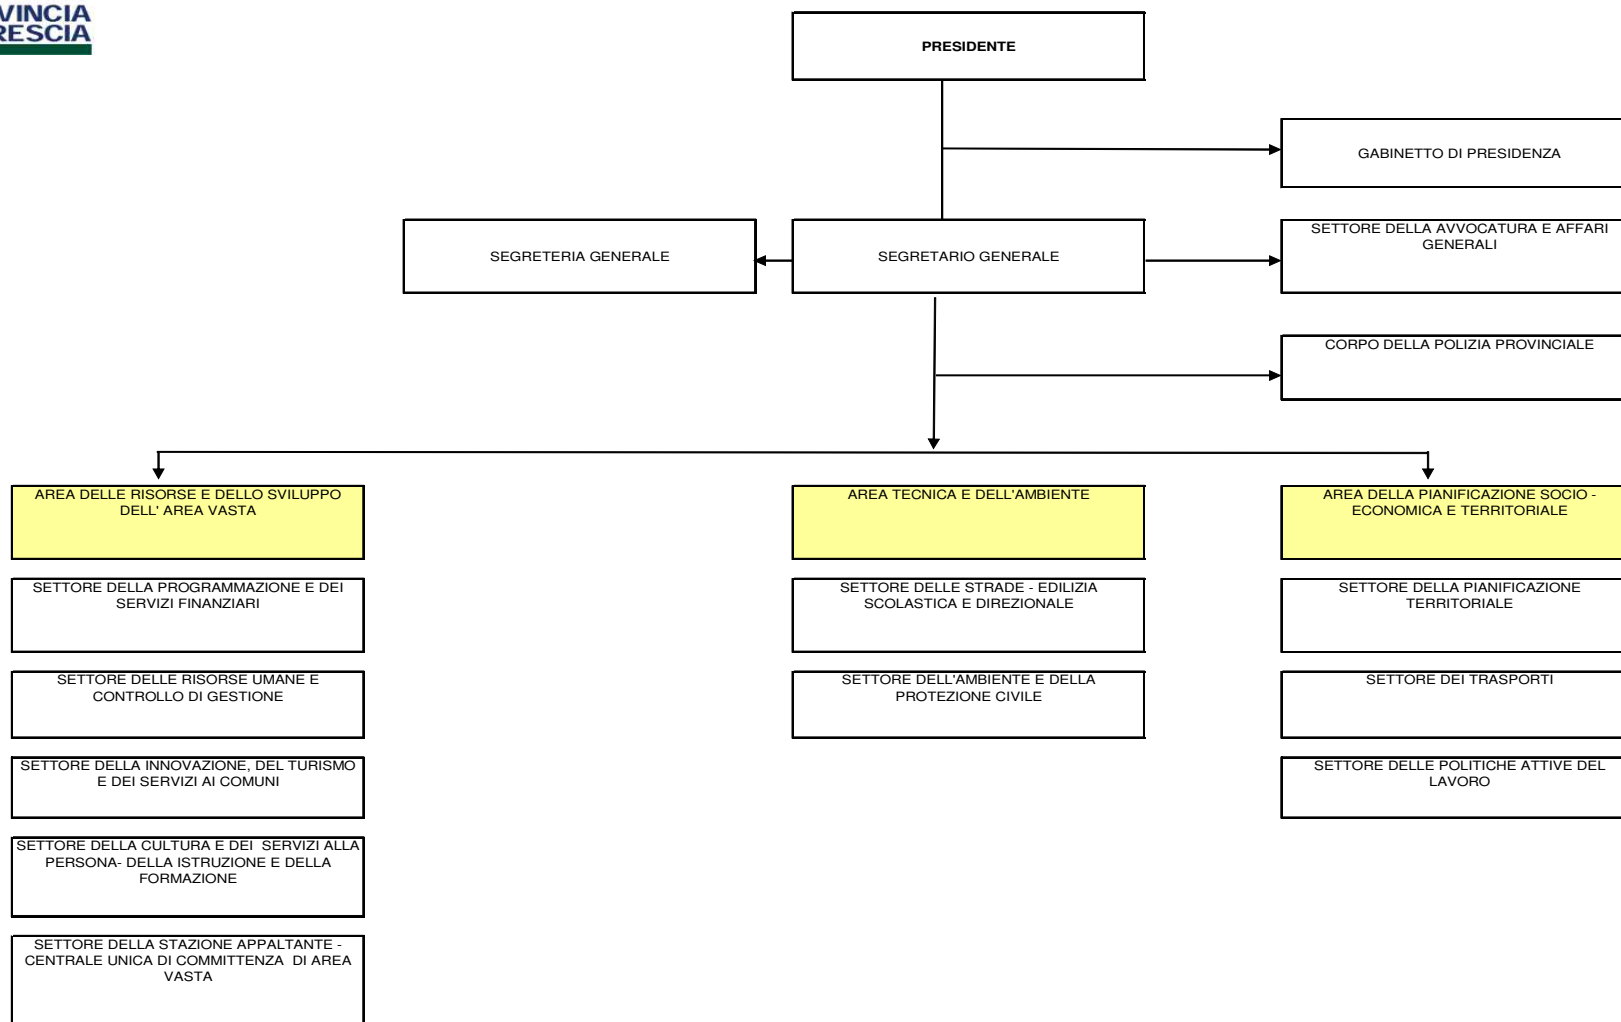 VINCIA
RESCIA
PRESIDENTE
GABINETTO DI PRESIDENZA
SEGRETERIA GENERALE
SEGRETARIO GENERALE
SETTORE DELLA AVVOCATURA E AFFARI
GENERALI
CORPO DELLA POLIZIA PROVINCIALE
AREA DELLE RISORSE E DELLO SVILUPPO
DELL' AREA VASTA
AREA TECNICA E DELL'AMBIENTE
AREA DELLA PIANIFICAZIONE SOCIO -
ECONOMICA E TERRITORIALE
SETTORE DELLA PROGRAMMAZIONE E DEI
SERVIZI FINANZIARI
SETTORE DELLE STRADE - EDILIZIA
SCOLASTICA E DIREZIONALE
SETTORE DELLA PIANIFICAZIONE
TERRITORIALE
SETTORE DELLE RISORSE UMANE E
CONTROLLO DI GESTIONE
SETTORE DELL'AMBIENTE E DELLA
PROTEZIONE CIVILE
SETTORE DEI TRASPORTI
SETTORE DELLA INNOVAZIONE, DEL TURISMO
E DEI SERVIZI AI COMUNI
SETTORE DELLE POLITICHE ATTIVE DEL
LAVORO
SETTORE DELLA CULTURA E DEI  SERVIZI ALLA
PERSONA- DELLA ISTRUZIONE E DELLA
FORMAZIONE
SETTORE DELLA STAZIONE APPALTANTE -
CENTRALE UNICA DI COMMITTENZA  DI AREA
VASTA